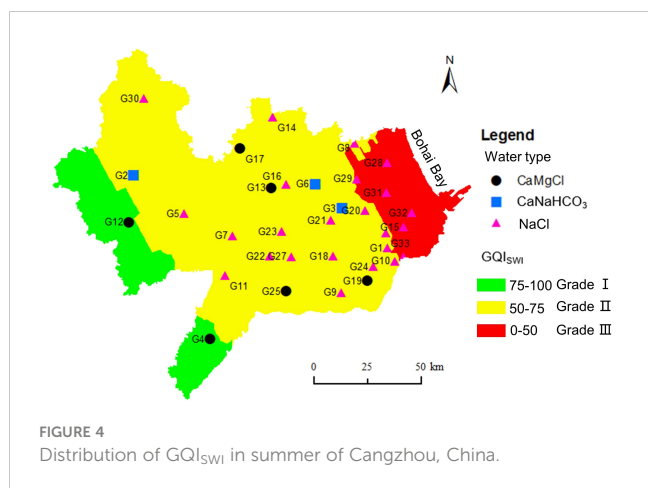 N
G30
G14
G17
G8
Bohai Bay
G28
G2
G16
G13
G6
G29
G31
G12
G5
G3
G20
G32
G21
G7
G23
G15
G33
G1
G22
G27
G18
G10
G24
G11
G19
G25
G9
G4
Legend
Water type
CaMgCl
CaNaHCO₃
NaCl
GQI_SWI
75-100 Grade Ⅰ
50-75 Grade Ⅱ
0-50 Grade Ⅲ
0 25 50 km
FIGURE 4
Distribution of GQI_SWI in summer of Cangzhou, China.